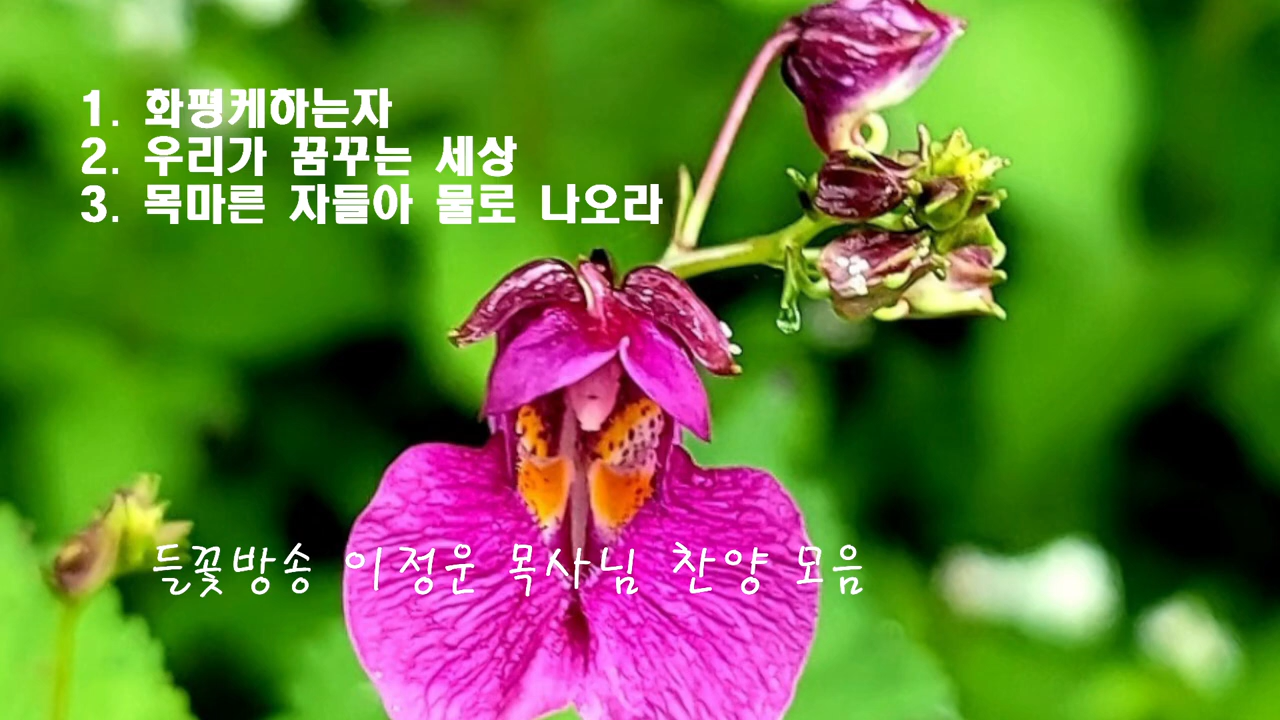 1. 화평케하는자
2. 우리가 꿈꾸는 세상
3. 목마른 자들아 물로 나오라
들꽃방송 이정운 목사님 찬양 모음